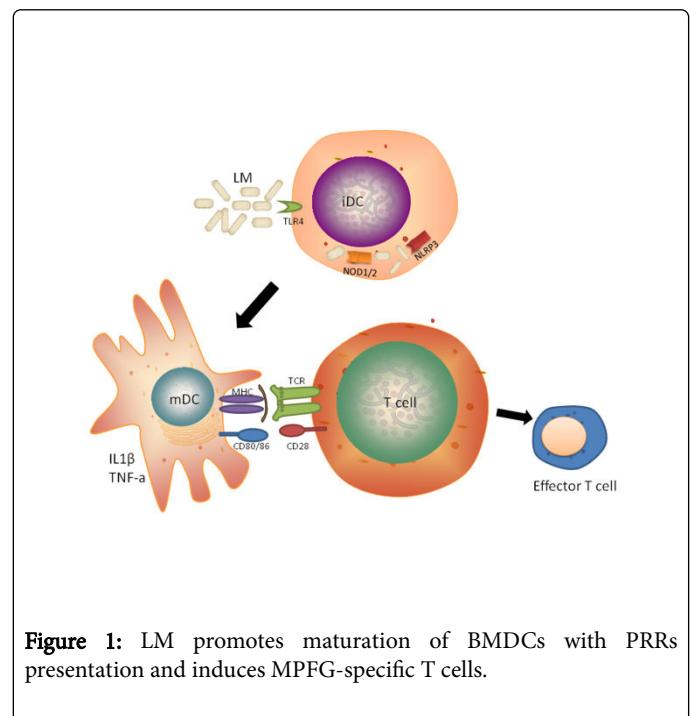 LM
iDC
TLR4
NLRP3
NOD1/2
mDC
MHC
TCR
T cell
CD80/86
CD28
IL1β
TNF-a
Effector T cell
Figure 1: LM promotes maturation of BMDCs with PRRs
presentation and induces MPFG-specific T cells.